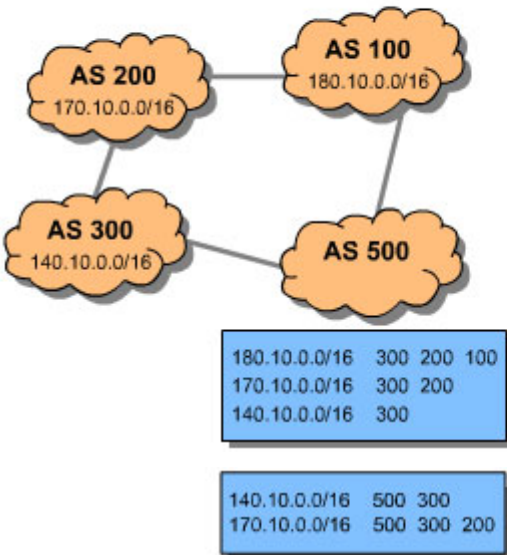 AS 200
170.10.0.0/16
AS 100
180.10.0.0/16
AS 300
140.10.0.0/16
AS 500
180.10.0.0/16 300 200 100
170.10.0.0/16 300 200
140.10.0.0/16 300
140.10.0.0/16 500 300
170.10.0.0/16 500 300 200